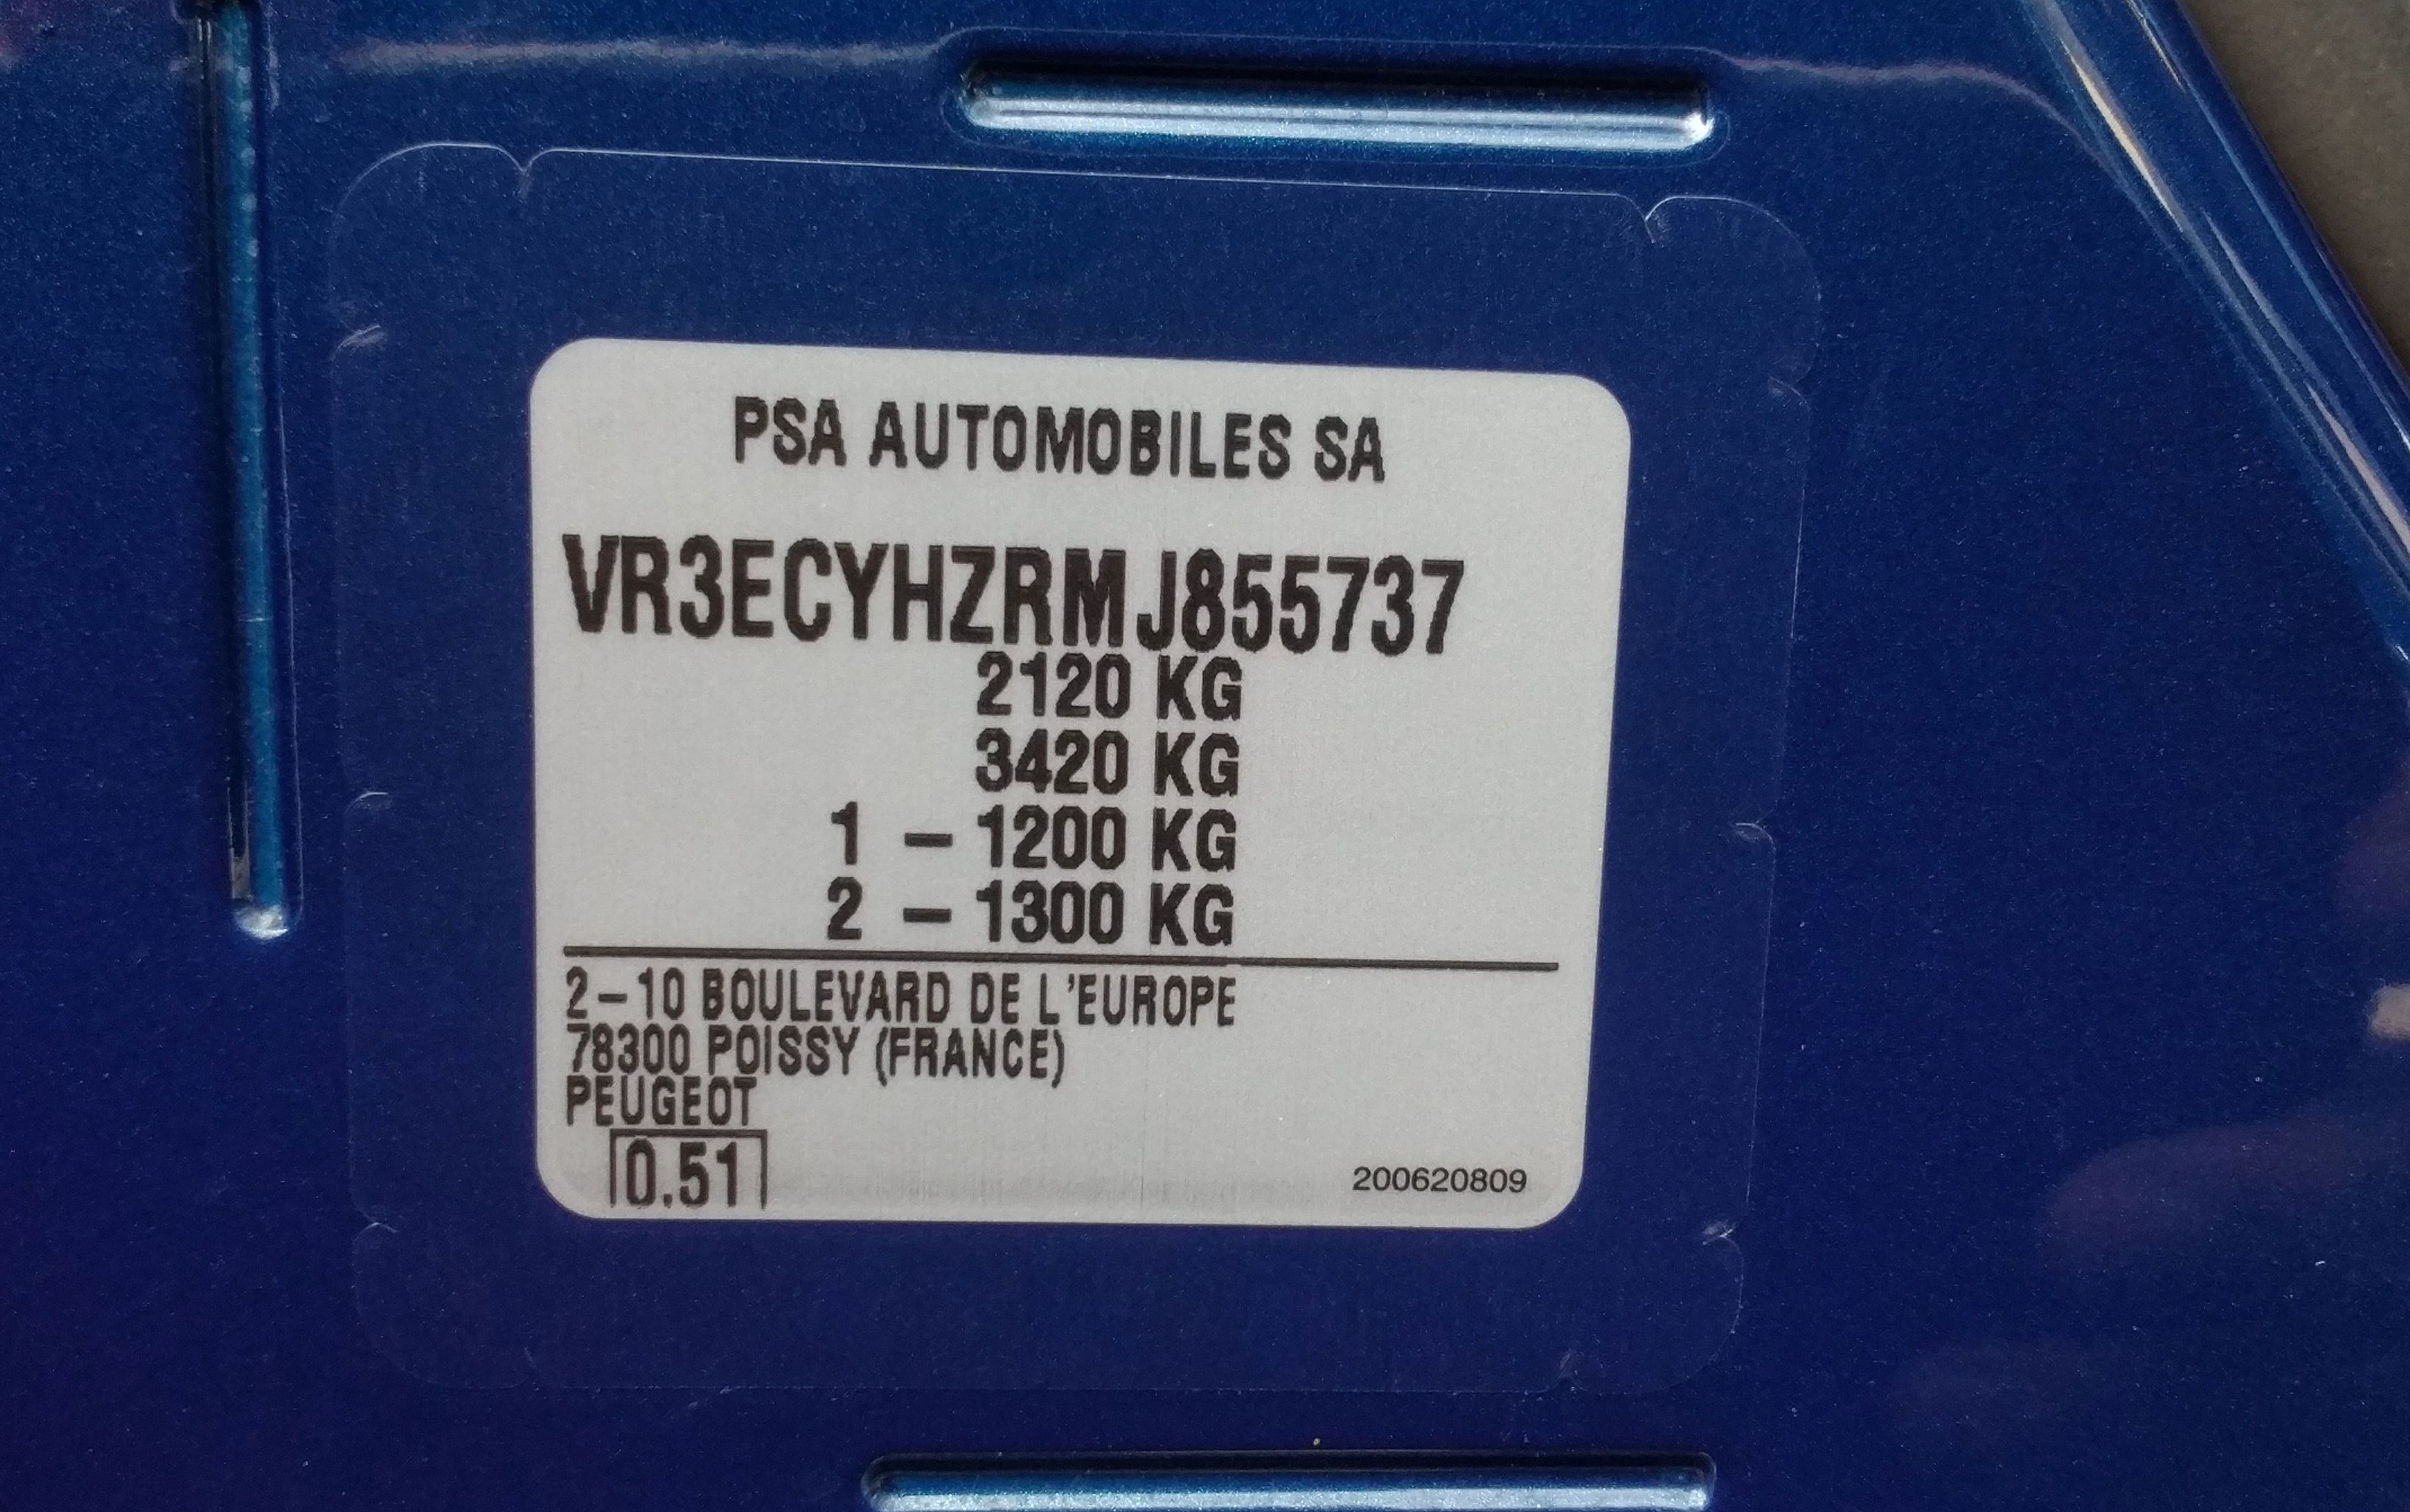 PSA AUTOMOBILES SA
VR3ECYHZRMJ855737
2120 KG
3420 KG
1 – 1200 KG
2 – 1300 KG
2–10 BOULEVARD DE L'EUROPE
78300 POISSY (FRANCE)
PEUGEOT
0.51
200620809